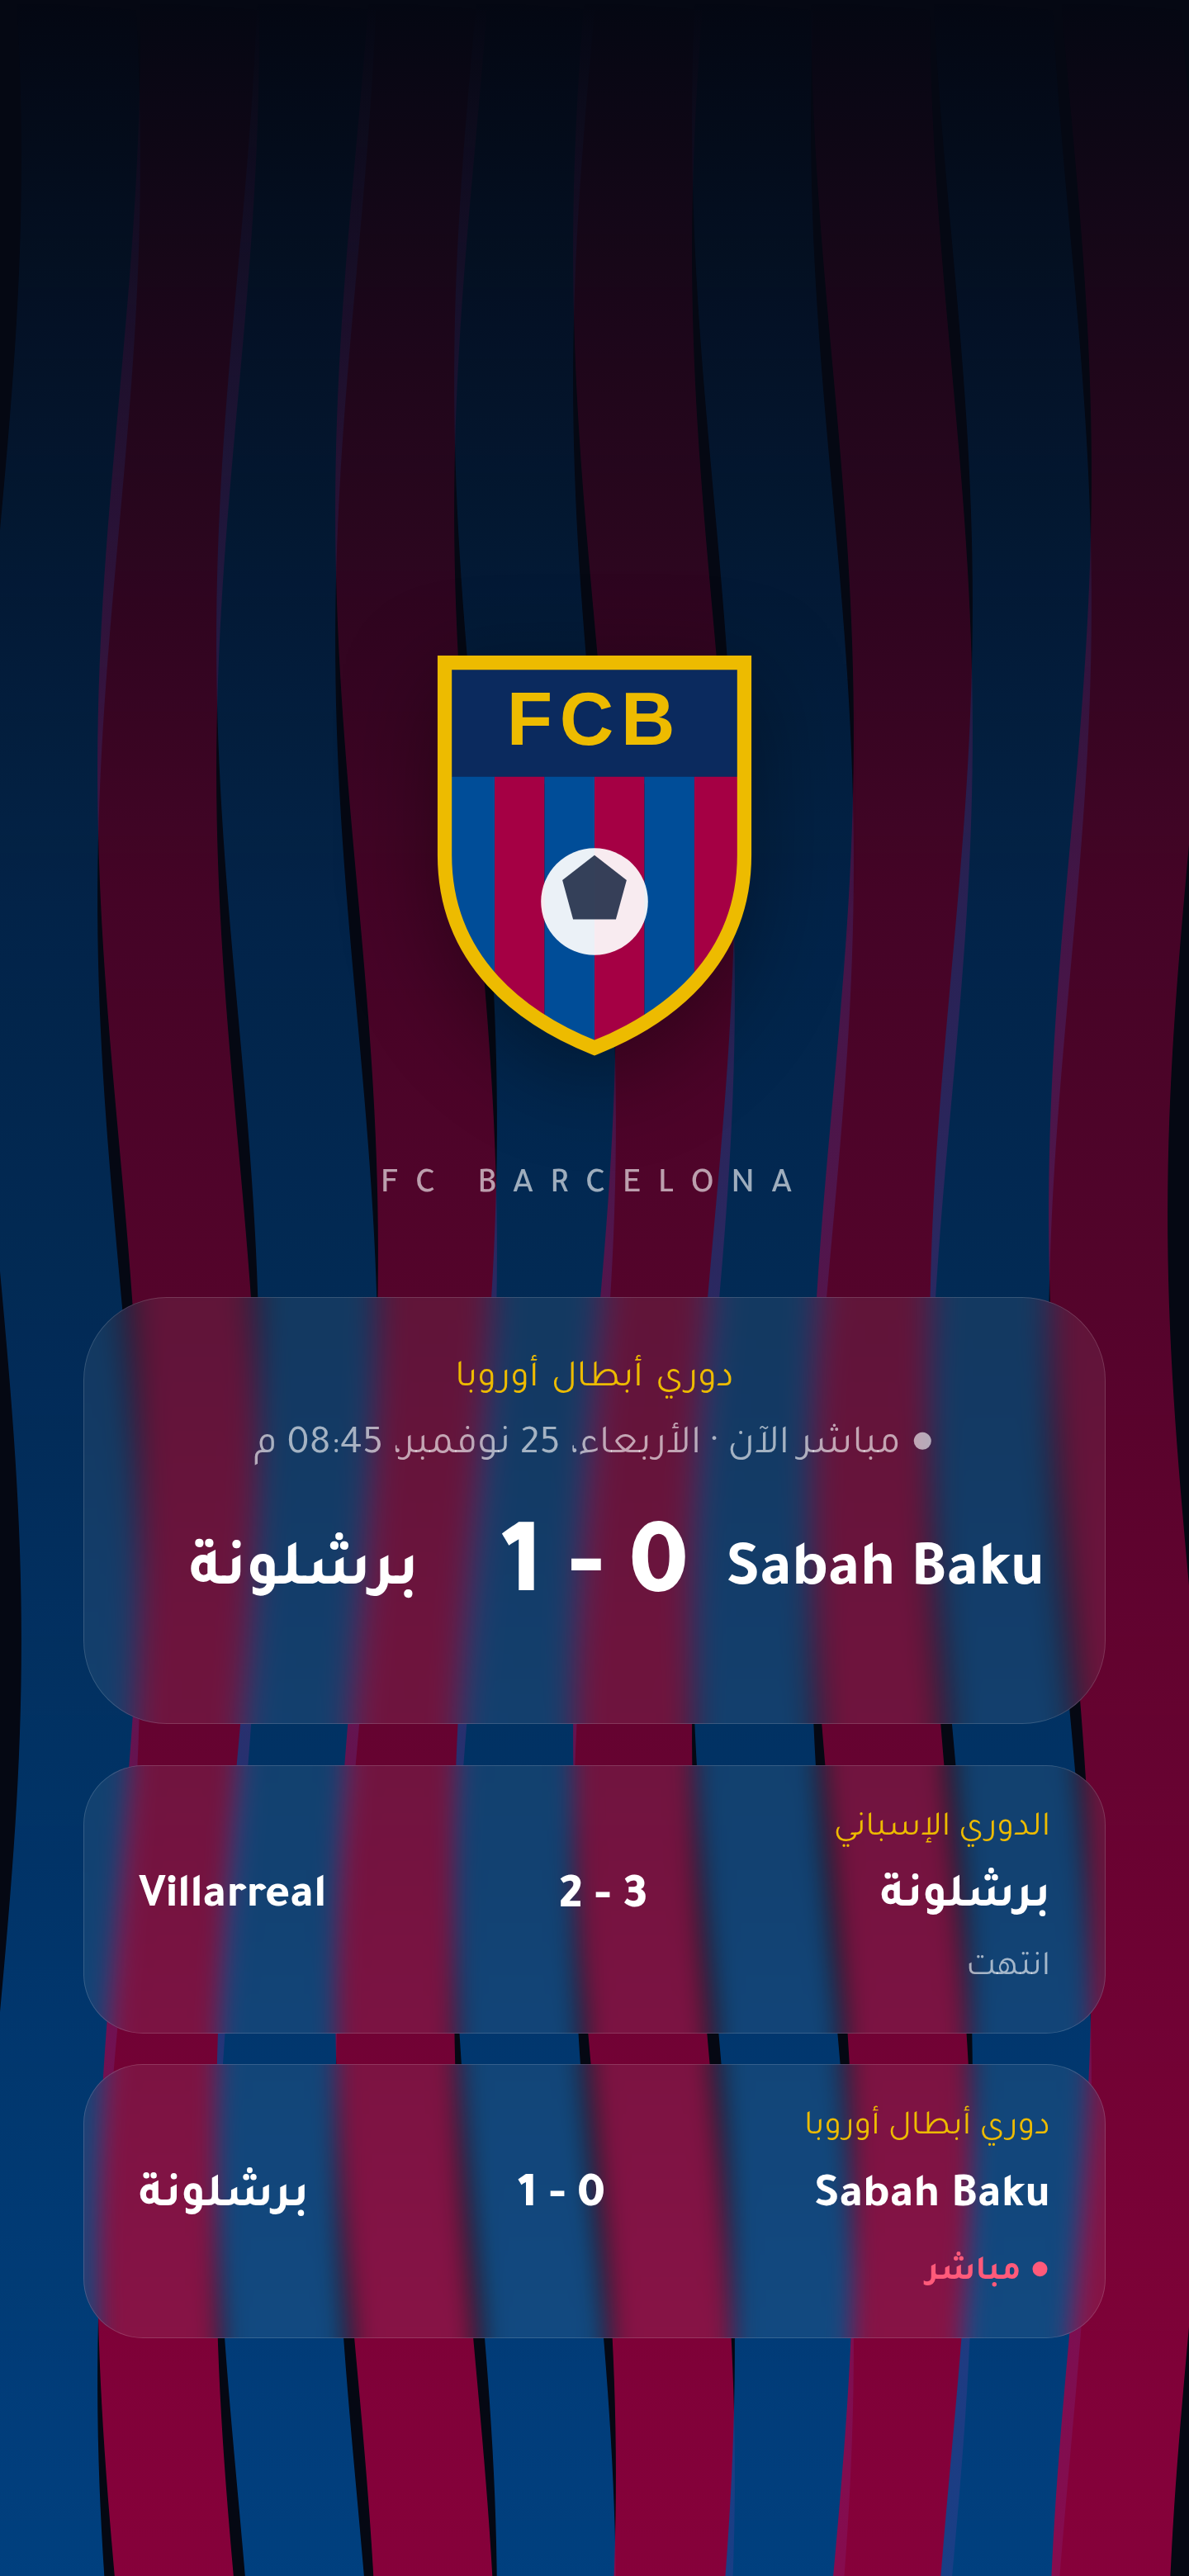 FCB
FC BARCELONA
دوري أبطال أوروبا
● مباشر الآن · الأربعاء، 25 نوفمبر، 08:45 م
Sabah Baku 1 - 0 برشلونة
الدوري الإسباني
برشلونة 2 - 3 Villarreal
انتهت
دوري أبطال أوروبا
Sabah Baku 1 - 0 برشلونة
● مباشر